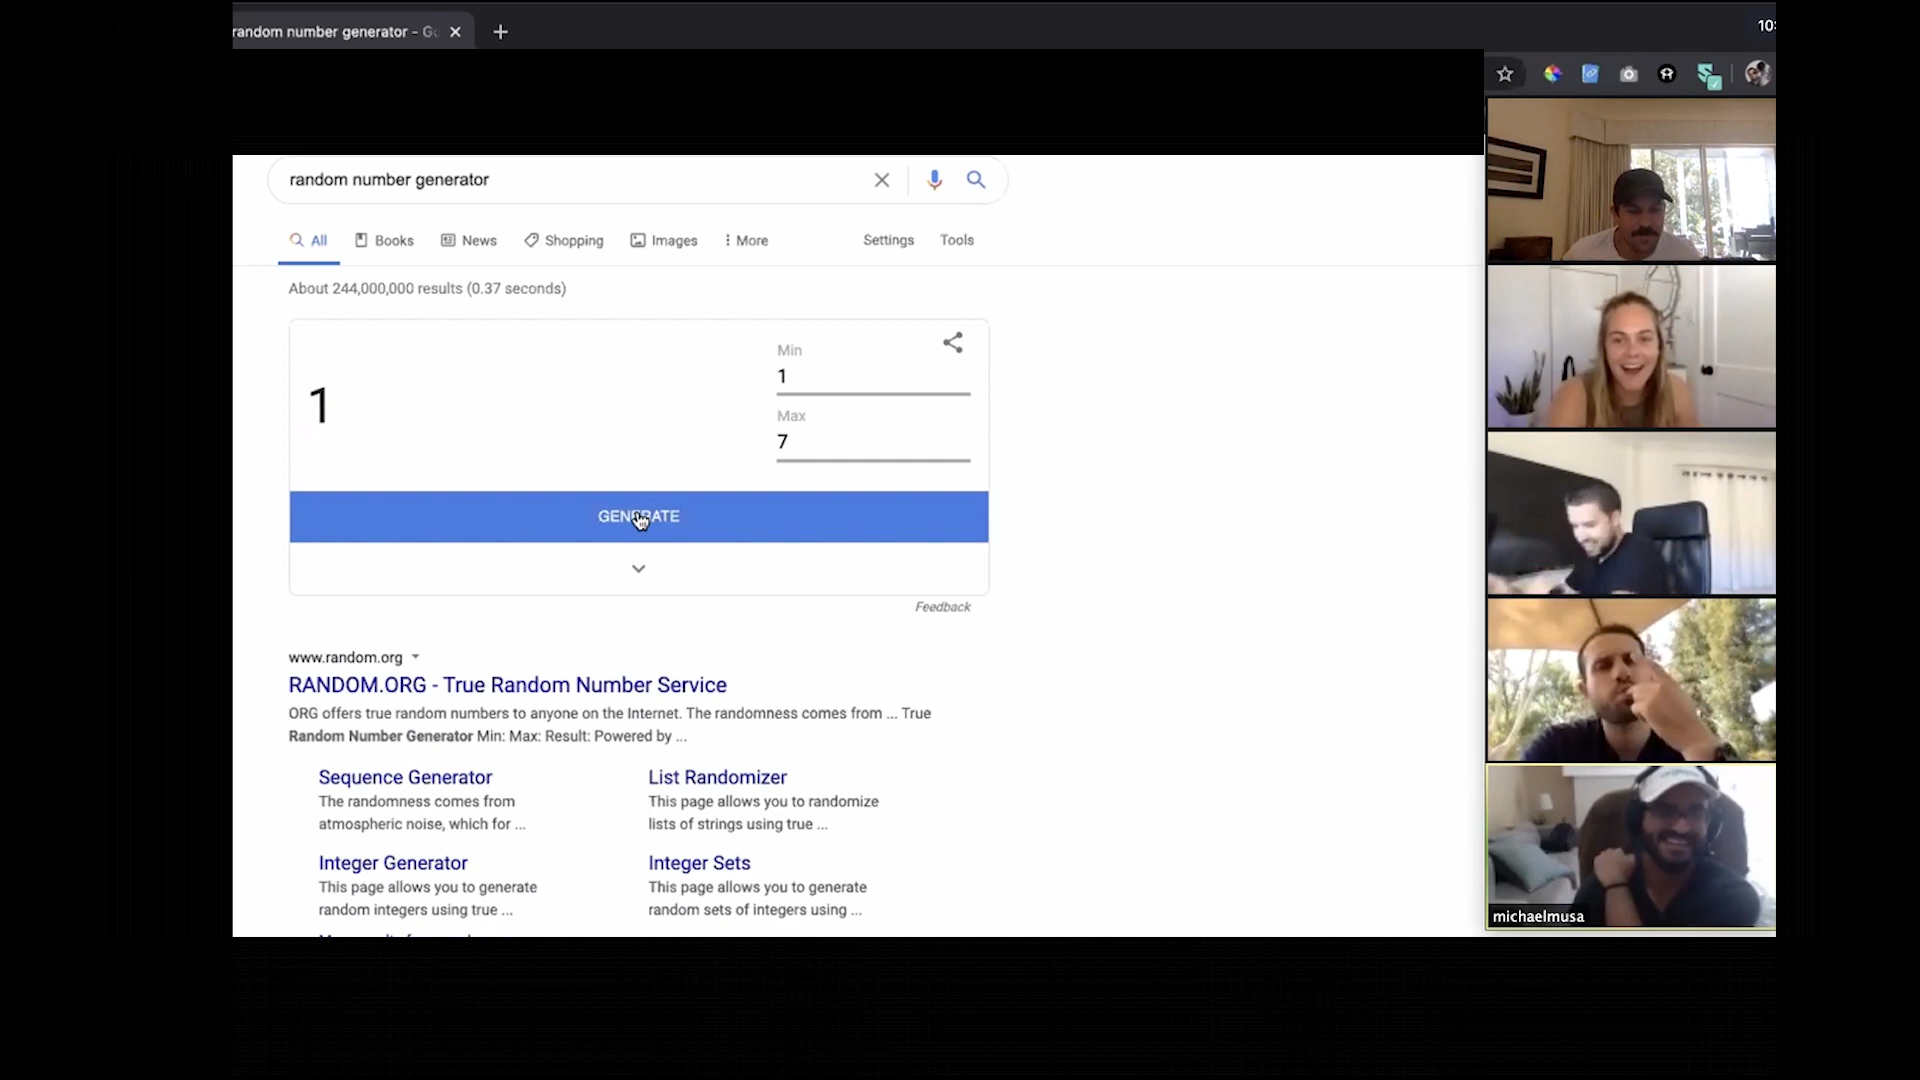 random number generator - Go
10:
random number generator
All
Books
News
Shopping
Images
More
Settings
Tools
About 244,000,000 results (0.37 seconds)
1
Min
1
Max
7
GENERATE
Feedback
www.random.org
RANDOM.ORG - True Random Number Service
ORG offers true random numbers to anyone on the Internet. The randomness comes from ... True
Random Number Generator Min: Max: Result: Powered by ...
Sequence Generator
The randomness comes from
atmospheric noise, which for ...
List Randomizer
This page allows you to randomize
lists of strings using true ...
Integer Generator
This page allows you to generate
random integers using true ...
Integer Sets
This page allows you to generate
random sets of integers using ...
michaelmusa